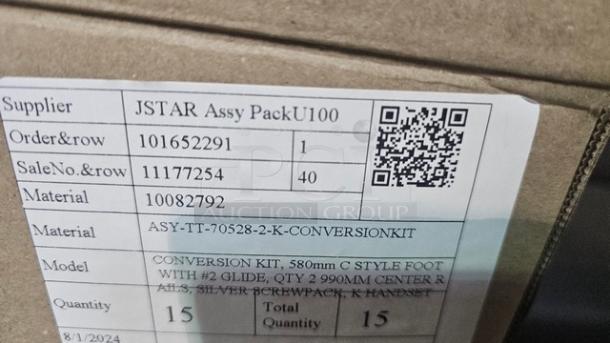 Supplier JSTAR Assy PackU100
Order&row 101652291 1
SaleNo.&row 11177254 40
Material 10082792
Material ASY-TT-70528-2-K-CONVERSIONKIT
Model CONVERSION KIT, 580mm C STYLE FOOT
WITH #2 GLIDE, QTY 2 990MM CENTER R
AILS, SILVER SCREWPACK, K HANDSET
Quantity 15 Total Quantity 15
8/1/2024
PCI
AUCTION GROUP